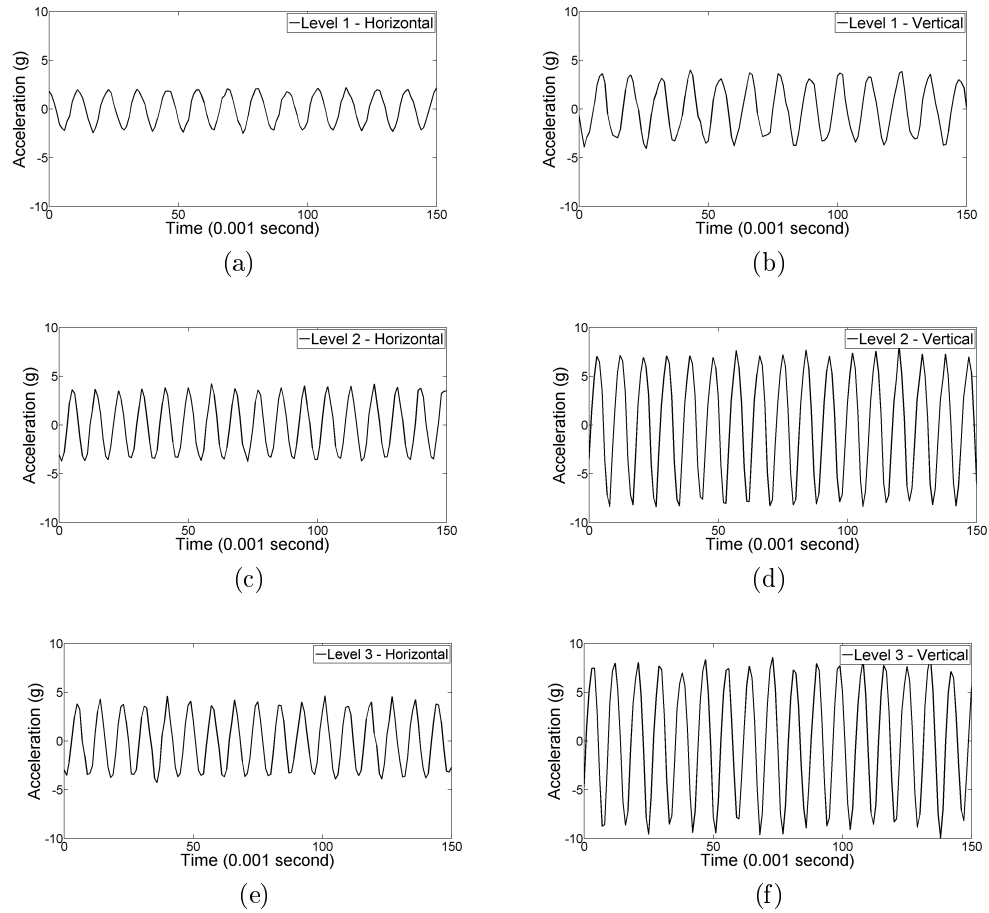 Level 1 - Horizontal
10
5
0
-5
-10
Acceleration (g)
0 50 100 150
Time (0.001 second)
(a)
Level 1 - Vertical
10
5
0
-5
-10
Acceleration (g)
0 50 100 150
Time (0.001 second)
(b)
Level 2 - Horizontal
10
5
0
-5
-10
Acceleration (g)
0 50 100 150
Time (0.001 second)
(c)
Level 2 - Vertical
10
5
0
-5
-10
Acceleration (g)
0 50 100 150
Time (0.001 second)
(d)
Level 3 - Horizontal
10
5
0
-5
-10
Acceleration (g)
0 50 100 150
Time (0.001 second)
(e)
Level 3 - Vertical
10
5
0
-5
-10
Acceleration (g)
0 50 100 150
Time (0.001 second)
(f)